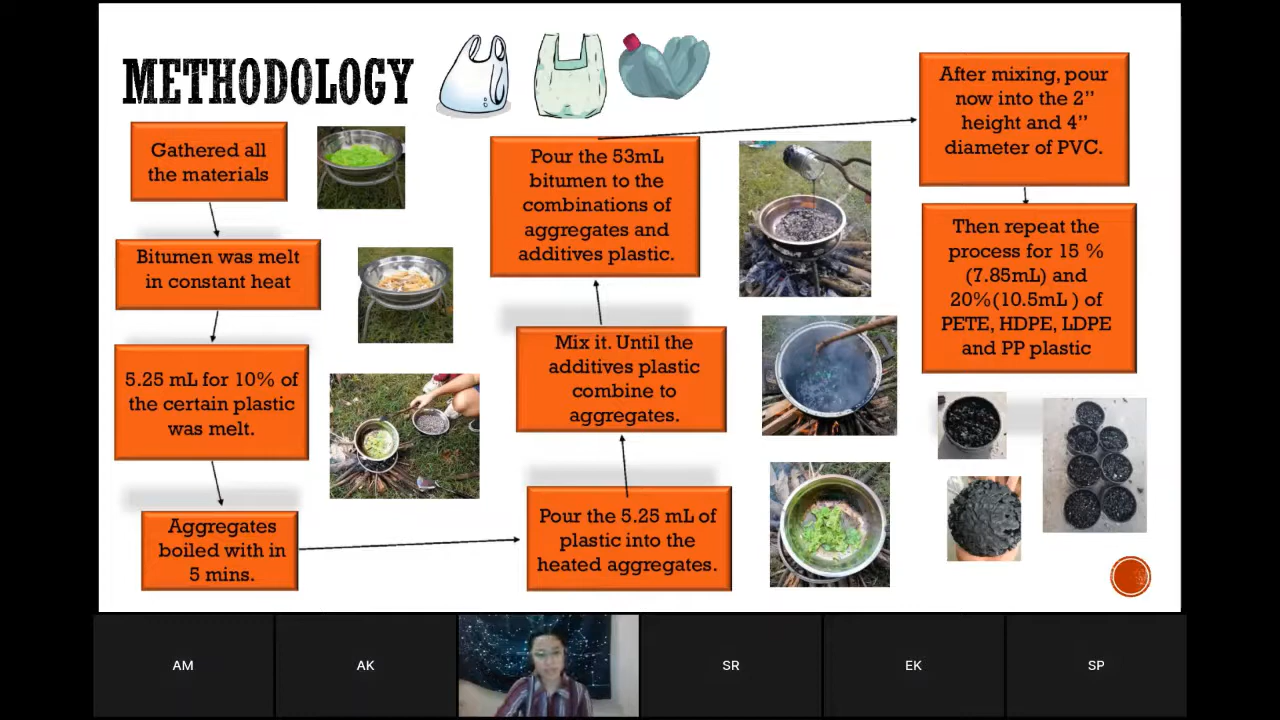 METHODOLOGY
Gathered all
the materials
Bitumen was melt
in constant heat
5.25 mL for 10% of
the certain plastic
was melt.
Aggregates
boiled with in
5 mins.
Pour the 5.25 mL of
plastic into the
heated aggregates.
Mix it. Until the
additives plastic
combine to
aggregates.
Pour the 53mL
bitumen to the
combinations of
aggregates and
additives plastic.
After mixing, pour
now into the 2’’
height and 4’’
diameter of PVC.
Then repeat the
process for 15 %
(7.85mL) and
20%(10.5mL ) of
PETE, HDPE, LDPE
and PP plastic
AM
AK
SR
EK
SP